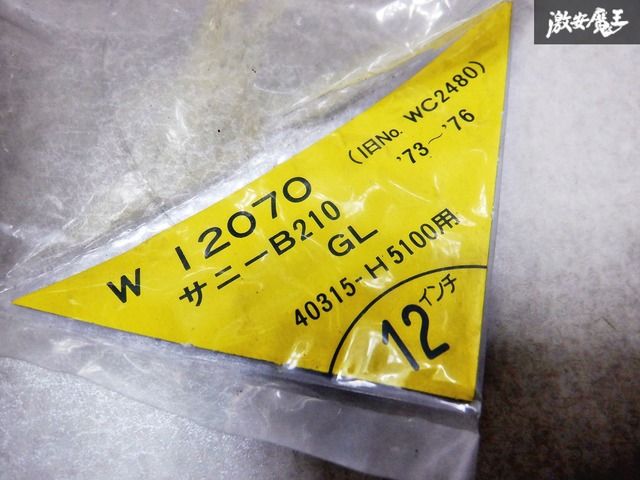 激安魔王
W 12070
(旧No. WC2480)
サニーB210
'73～'76
GL
40315-H5100用
12インチ